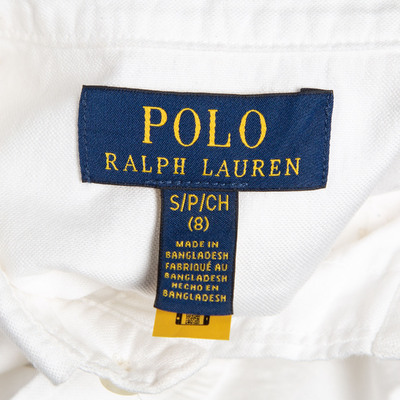 POLO
RALPH LAUREN
S/P/CH
(8)
MADE IN
BANGLADESH
FABRIQUÉ AU
BANGLADESH
HECHO EN
BANGLADESH